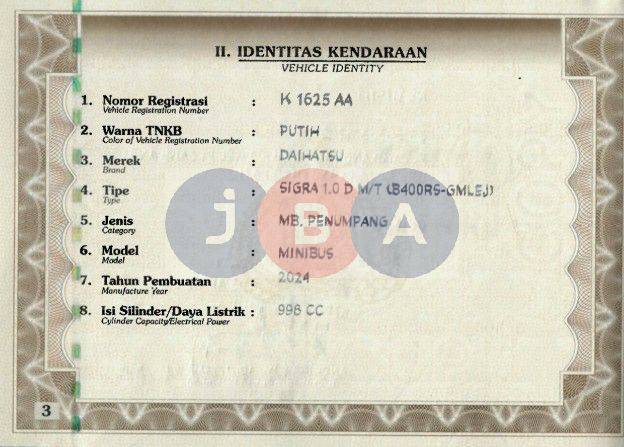 II. IDENTITAS KENDARAAN
VEHICLE IDENTITY
1. Nomor Registrasi : K 1625 AA
Vehicle Registration Number
2. Warna TNKB : PUTIH
Color of Vehicle Registration Number
3. Merek : DAIHATSU
Brand
4. Tipe : SIGRA 1.0 D M/T (B400RS-GMLEJ)
Type
5. Jenis : MB. PENUMPANG
Category
6. Model : MINIBUS
Model
7. Tahun Pembuatan : 2024
Manufacture Year
8. Isi Silinder/Daya Listrik : 998 CC
Cylinder Capacity/Electrical Power
JBA
3